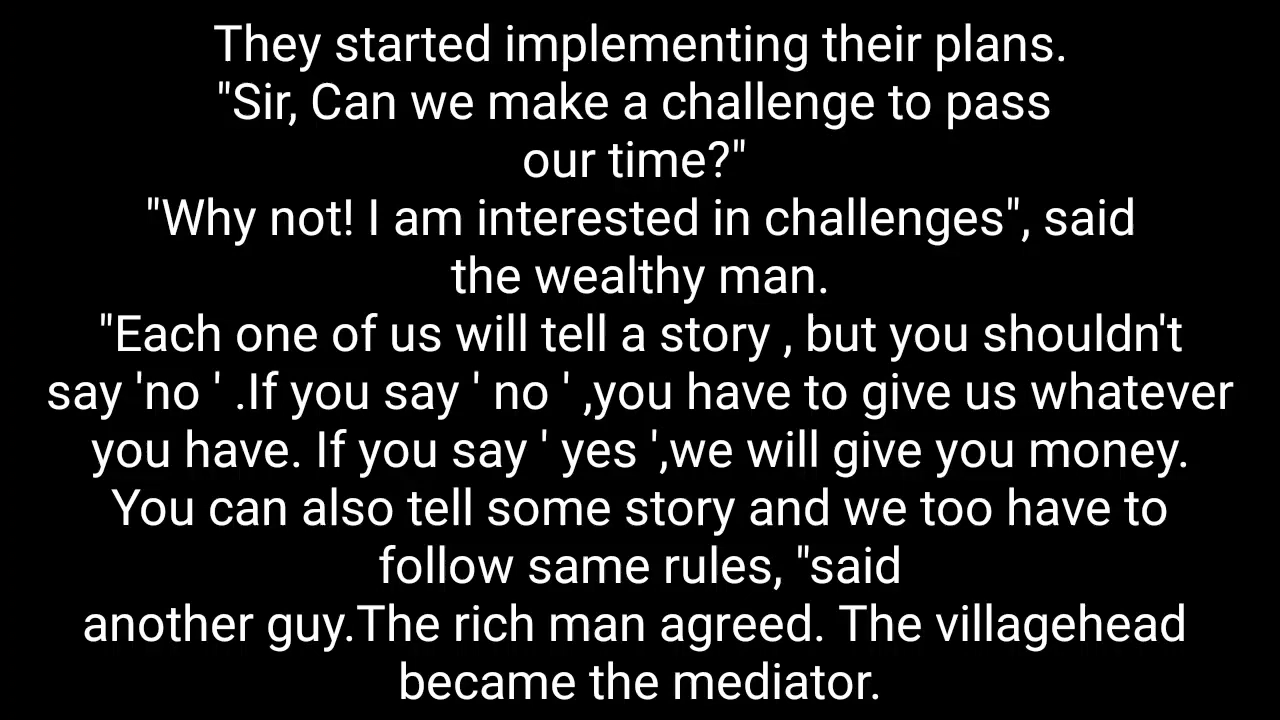 They started implementing their plans.
"Sir, Can we make a challenge to pass
our time?"
"Why not! I am interested in challenges", said
the wealthy man.
"Each one of us will tell a story , but you shouldn't
say 'no ' .If you say ' no ' ,you have to give us whatever
you have. If you say ' yes ',we will give you money.
You can also tell some story and we too have to
follow same rules, "said
another guy.The rich man agreed. The villagehead
became the mediator.